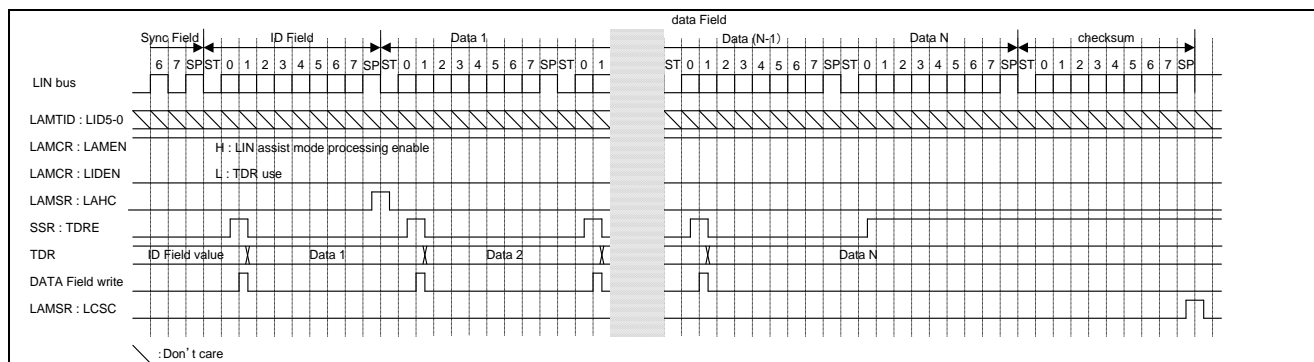 data Field
Sync Field ID Field Data 1 Data (N-1) Data N checksum
6 7 SP ST 0 1 2 3 4 5 6 7 SP ST 0 1 2 3 4 5 6 7 SP ST 0 1 ST 0 1 2 3 4 5 6 7 SP ST 0 1 2 3 4 5 6 7 SP ST 0 1 2 3 4 5 6 7 SP
LIN bus
LAMTID : LID5-0
LAMCR : LAMEN H : LIN assist mode processing enable
LAMCR : LIDEN L : TDR use
LAMSR : LAHC
SSR : TDRE
TDR ID Field value Data 1 Data 2 Data N
DATA Field write
LAMSR : LCSC
: Don't care